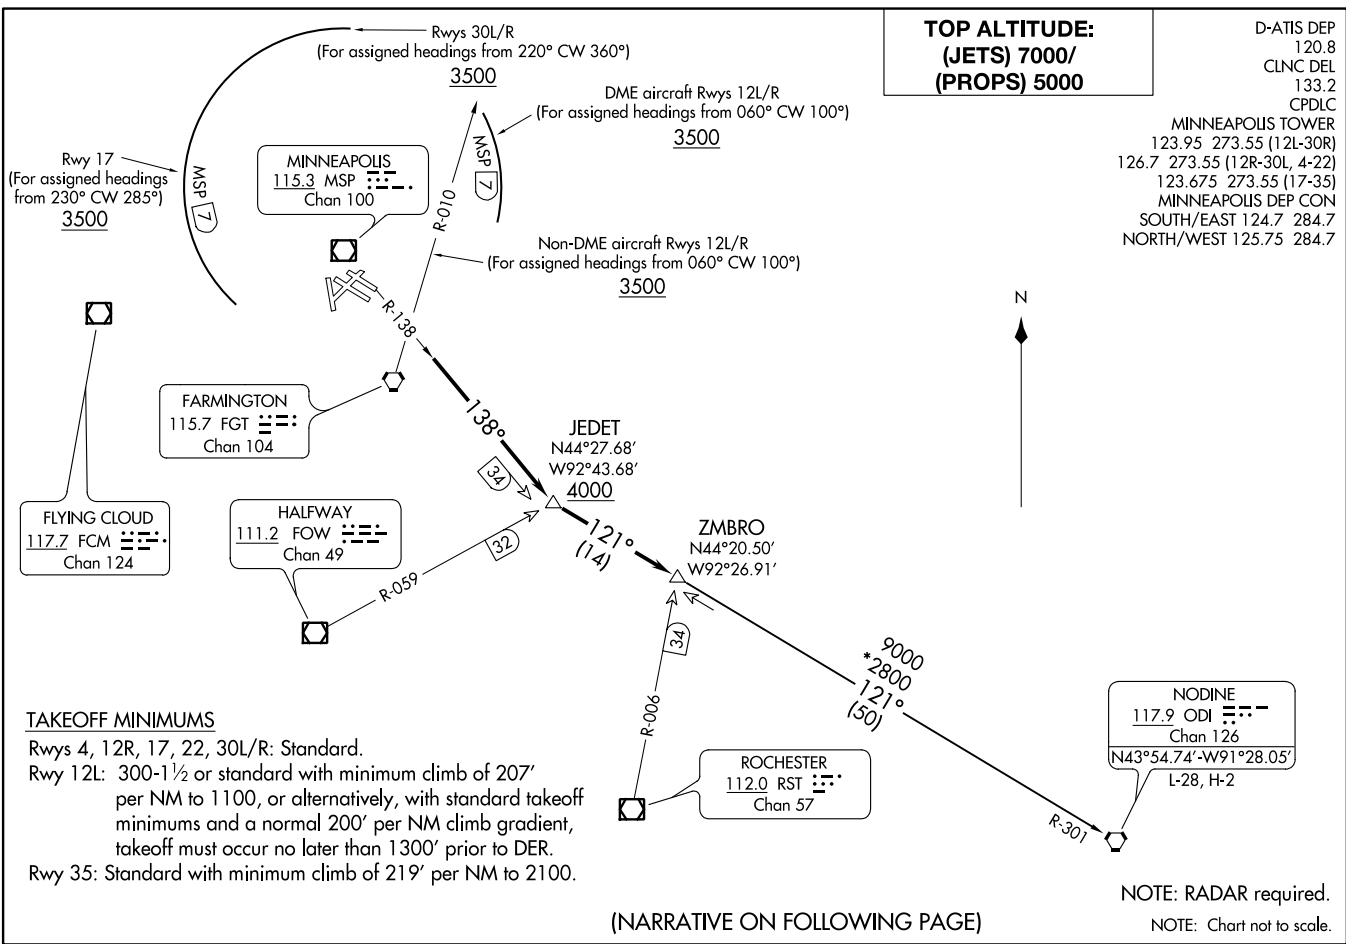 TOP ALTITUDE:
(JETS) 7000/
(PROPS) 5000
D-ATIS DEP
120.8
CLNC DEL
133.2
CPDLC
MINNEAPOLIS TOWER
123.95 273.55 (12L-30R)
126.7 273.55 (12R-30L, 4-22)
123.675 273.55 (17-35)
MINNEAPOLIS DEP CON
SOUTH/EAST 124.7 284.7
NORTH/WEST 125.75 284.7
Rwys 30L/R
(For assigned headings from 220° CW 360°)
3500
DME aircraft Rwys 12L/R
(For assigned headings from 060° CW 100°)
3500
Rwy 17
(For assigned headings
from 230° CW 285°)
3500
MSP 7
MINNEAPOLIS
115.3 MSP
Chan 100
MSP 7
R-010
Non-DME aircraft Rwys 12L/R
(For assigned headings from 060° CW 100°)
3500
N
R-138
FARMINGTON
115.7 FGT
Chan 104
138°
JEDET
N44°27.68'
W92°43.68'
4000
34
FLYING CLOUD
117.7 FCM
Chan 124
HALFWAY
111.2 FOW
Chan 49
32
R-059
121°
(14)
ZMBRO
N44°20.50'
W92°26.91'
34
R-006
9000
*2800
121°
(50)
NODINE
117.9 ODI
Chan 126
N43°54.74'-W91°28.05'
L-28, H-2
R-301
ROCHESTER
112.0 RST
Chan 57
TAKEOFF MINIMUMS
Rwys 4, 12R, 17, 22, 30L/R: Standard.
Rwy 12L: 300-1½ or standard with minimum climb of 207'
per NM to 1100, or alternatively, with standard takeoff
minimums and a normal 200' per NM climb gradient,
takeoff must occur no later than 1300' prior to DER.
Rwy 35: Standard with minimum climb of 219' per NM to 2100.
(NARRATIVE ON FOLLOWING PAGE)
NOTE: RADAR required.
NOTE: Chart not to scale.